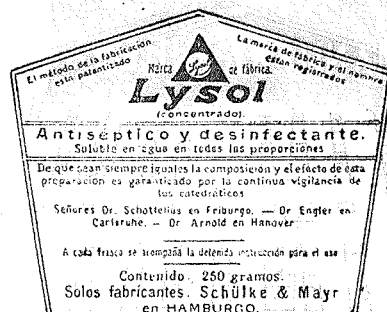 El método de la fabricación
está patentizado
La marca de fábrica y el nombre
están registrados
Marca de fábrica.
Lysol
Lysol
(concentrado).
Antiséptico y desinfectante.
Soluble en agua en todas las proporciones
De que sean siempre iguales la composición y el efecto de esta
preparación es garantizado por la continua vigilancia de
los catedráticos
Señores Dr. Schottelius en Friburgo. — Dr Engler en
Carlsruhe. — Dr Arnold en Hanover
A cada frasco se acompaña la detenida instrucción para el uso
Contenido. 250 gramos.
Solos fabricantes. Schülke & Mayr
en HAMBURGO.